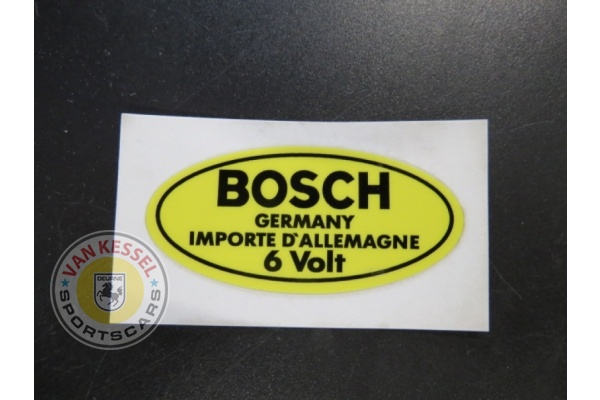 BOSCH
GERMANY
IMPORTE D`ALLEMAGNE
6 Volt
VAN KESSEL
DEURNE
SPORTSCARS